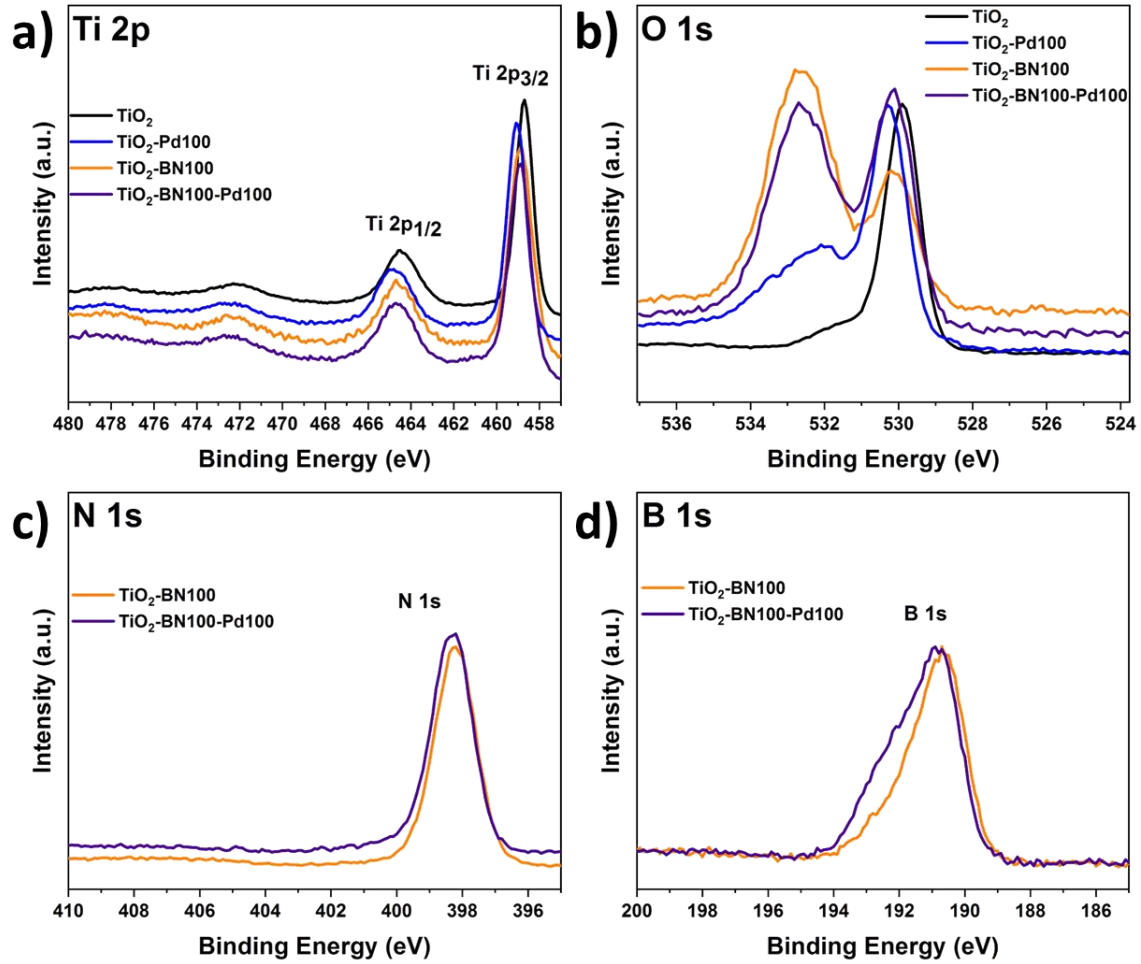 a) Ti 2p
Ti 2p3/2
TiO2
TiO2-Pd100
TiO2-BN100
TiO2-BN100-Pd100
Ti 2p1/2
Intensity (a.u.)
480 478 476 474 472 470 468 466 464 462 460 458
Binding Energy (eV)
b) O 1s
TiO2
TiO2-Pd100
TiO2-BN100
TiO2-BN100-Pd100
Intensity (a.u.)
536 534 532 530 528 526 524
Binding Energy (eV)
c) N 1s
TiO2-BN100
TiO2-BN100-Pd100
N 1s
Intensity (a.u.)
410 408 406 404 402 400 398 396
Binding Energy (eV)
d) B 1s
TiO2-BN100
TiO2-BN100-Pd100
B 1s
Intensity (a.u.)
200 198 196 194 192 190 188 186
Binding Energy (eV)